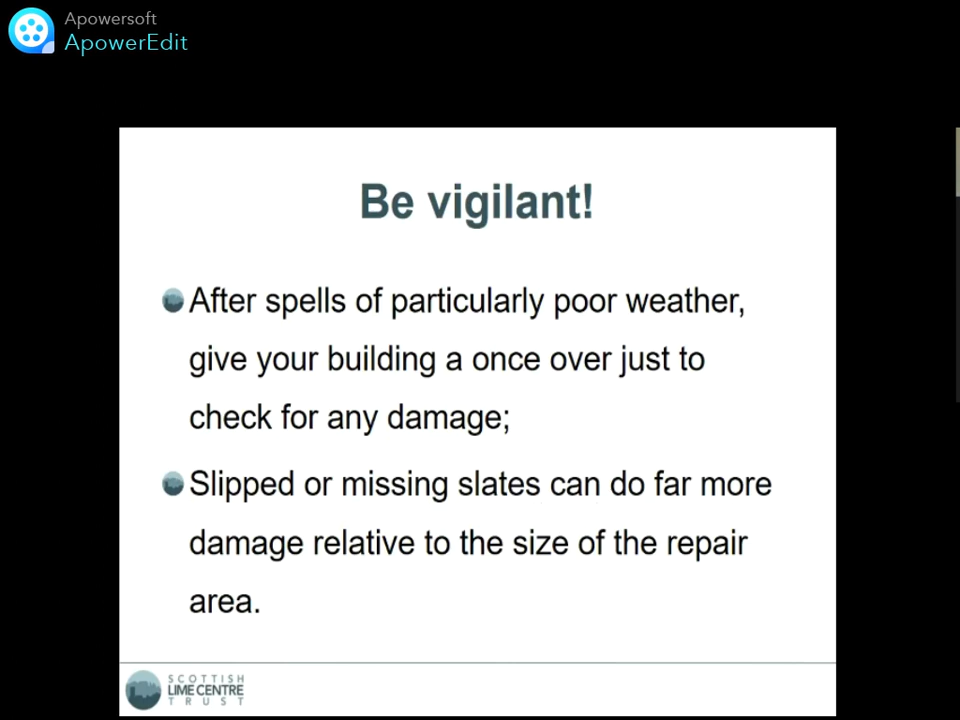 Apowersoft
ApowerEdit
Be vigilant!
After spells of particularly poor weather,
give your building a once over just to
check for any damage;
Slipped or missing slates can do far more
damage relative to the size of the repair
area.
SCOTTISH
LIME CENTRE
TRUST